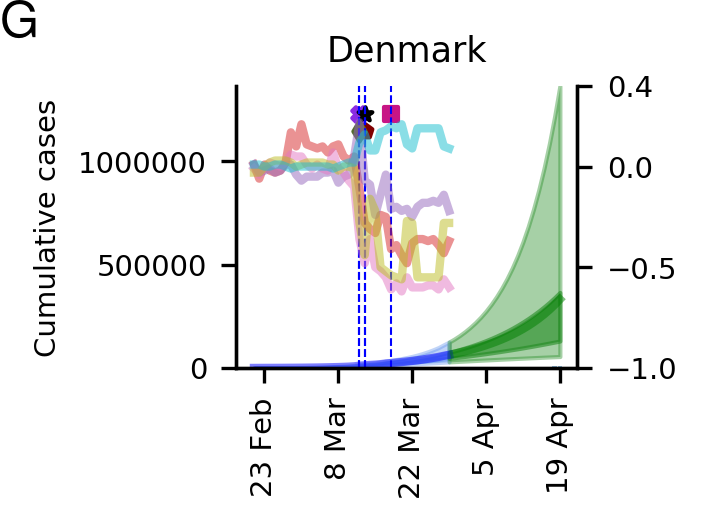 G
Denmark
Cumulative cases
1000000
500000
0
0.4
0.0
−0.5
−1.0
23 Feb
8 Mar
22 Mar
5 Apr
19 Apr